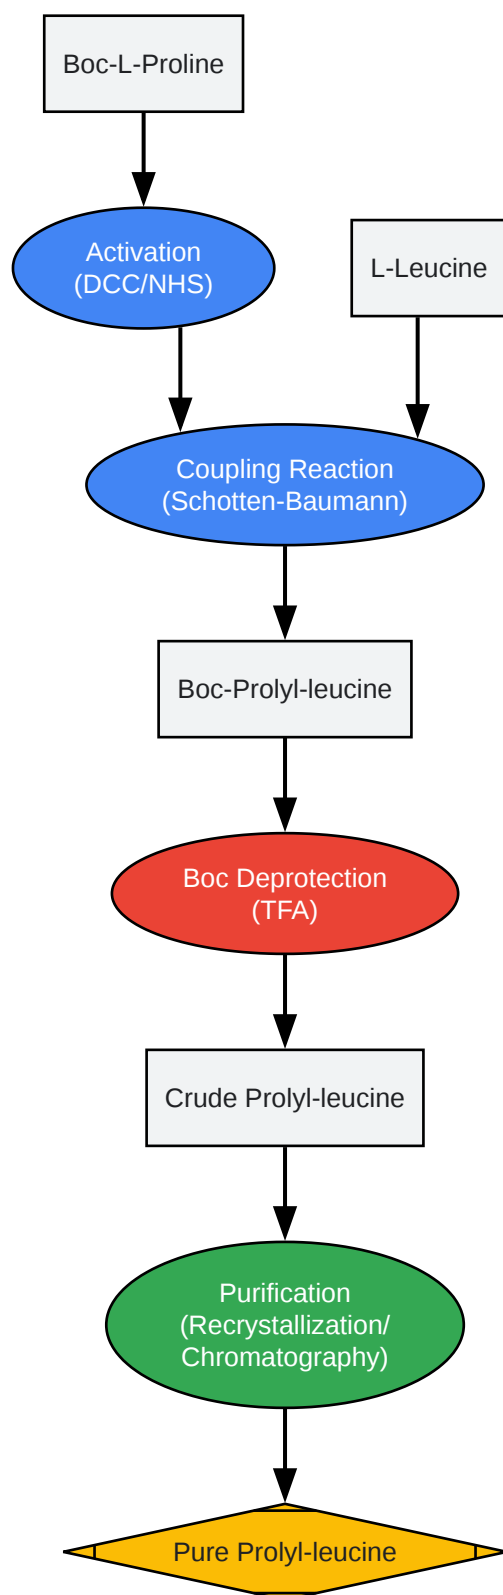 Boc-L-Proline
Activation
(DCC/NHS)
L-Leucine
Coupling Reaction
(Schotten-Baumann)
Boc-Prolyl-leucine
Boc Deprotection
(TFA)
Crude Prolyl-leucine
Purification
(Recrystallization/
Chromatography)
Pure Prolyl-leucine